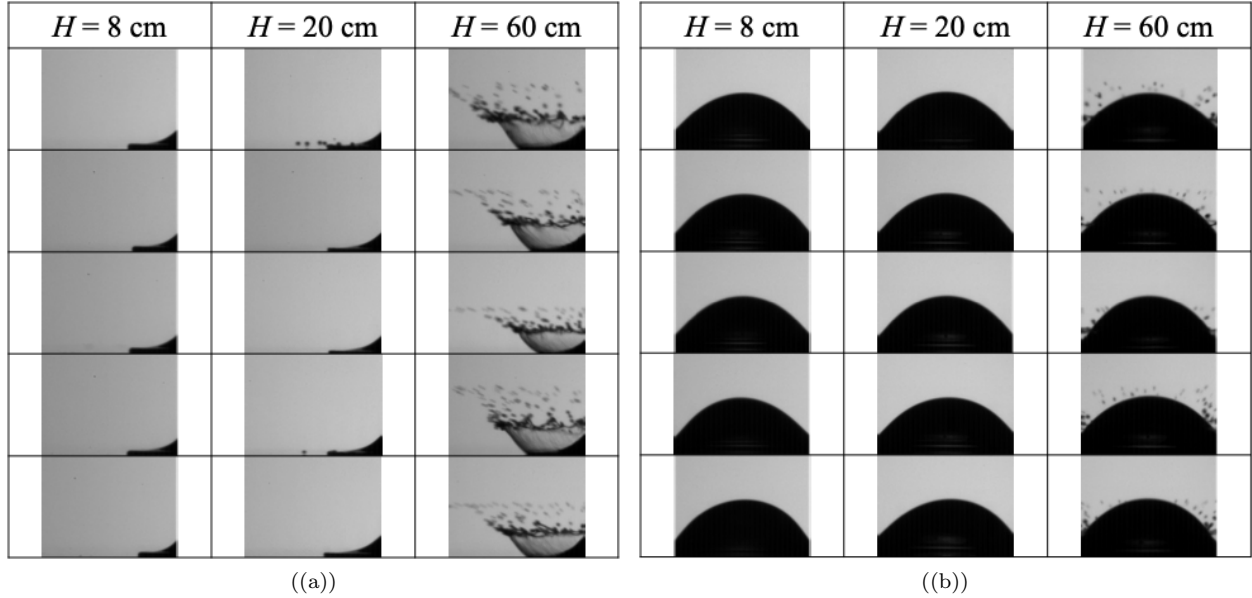 H = 8 cm H = 20 cm H = 60 cm
H = 8 cm H = 20 cm H = 60 cm
((a))
((b))